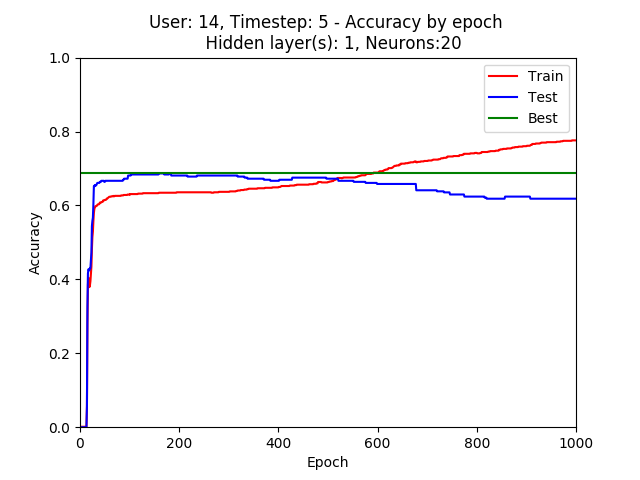 User: 14, Timestep: 5 - Accuracy by epoch
Hidden layer(s): 1, Neurons:20
1.0
0.8
0.6
0.4
0.2
0.0
Accuracy
Train
Test
Best
0 200 400 600 800 1000
Epoch